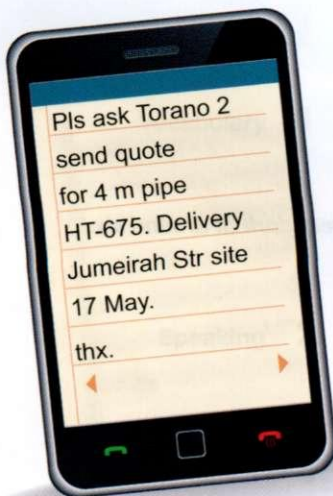 Pls ask Torano 2
send quote
for 4 m pipe
HT-675. Delivery
Jumeirah Str site
17 May.
thx.